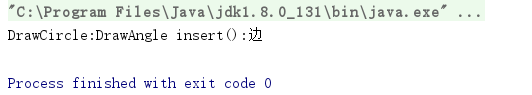 "C:\Program Files\Java\jdk1.8.0_131\bin\java.exe" ...
DrawCircle:DrawAngle insert():边
Process finished with exit code 0